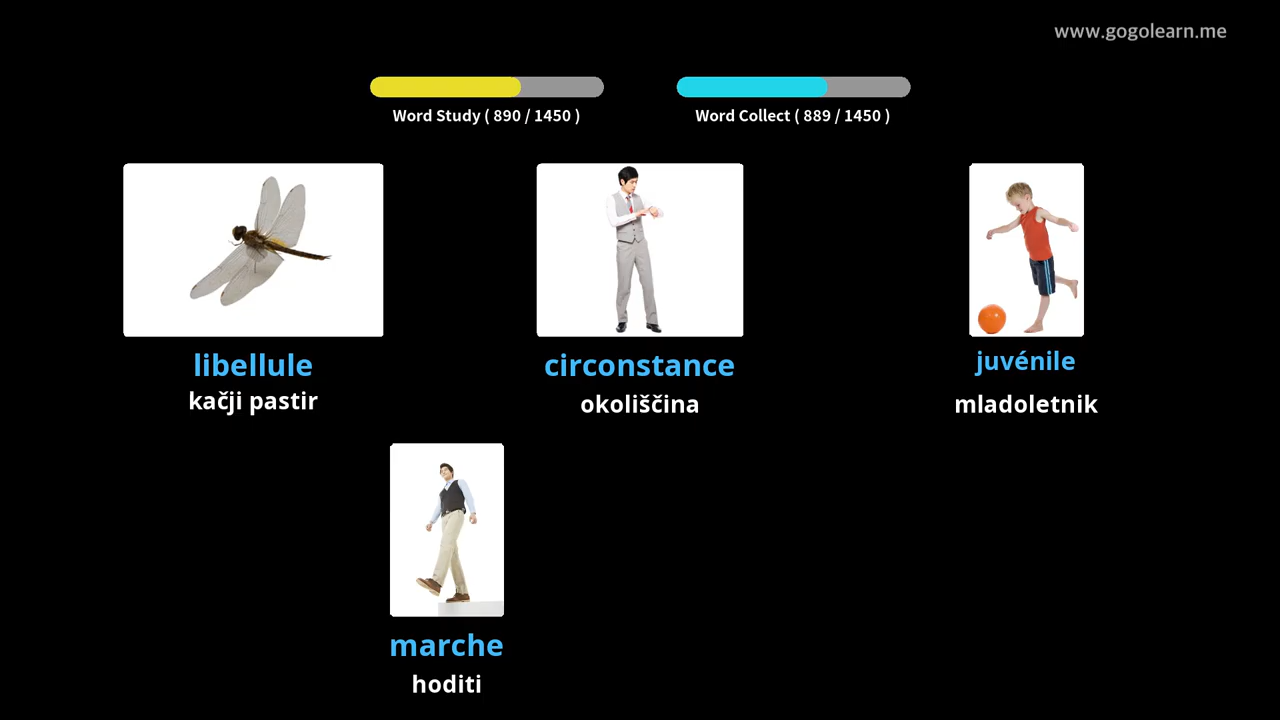 www.gogolearn.me
Word Study ( 890 / 1450 )
Word Collect ( 889 / 1450 )
libellule
kačji pastir
circonstance
okoliščina
juvénile
mladoletnik
marche
hoditi